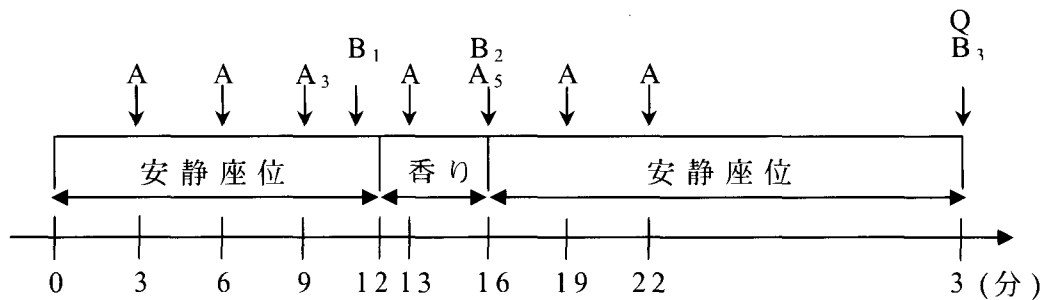 Q
B₁ B₂ B₃
A A A₃ A A₅ A A
安静座位 香り 安静座位
0 3 6 9 12 13 16 19 22 3 (分)